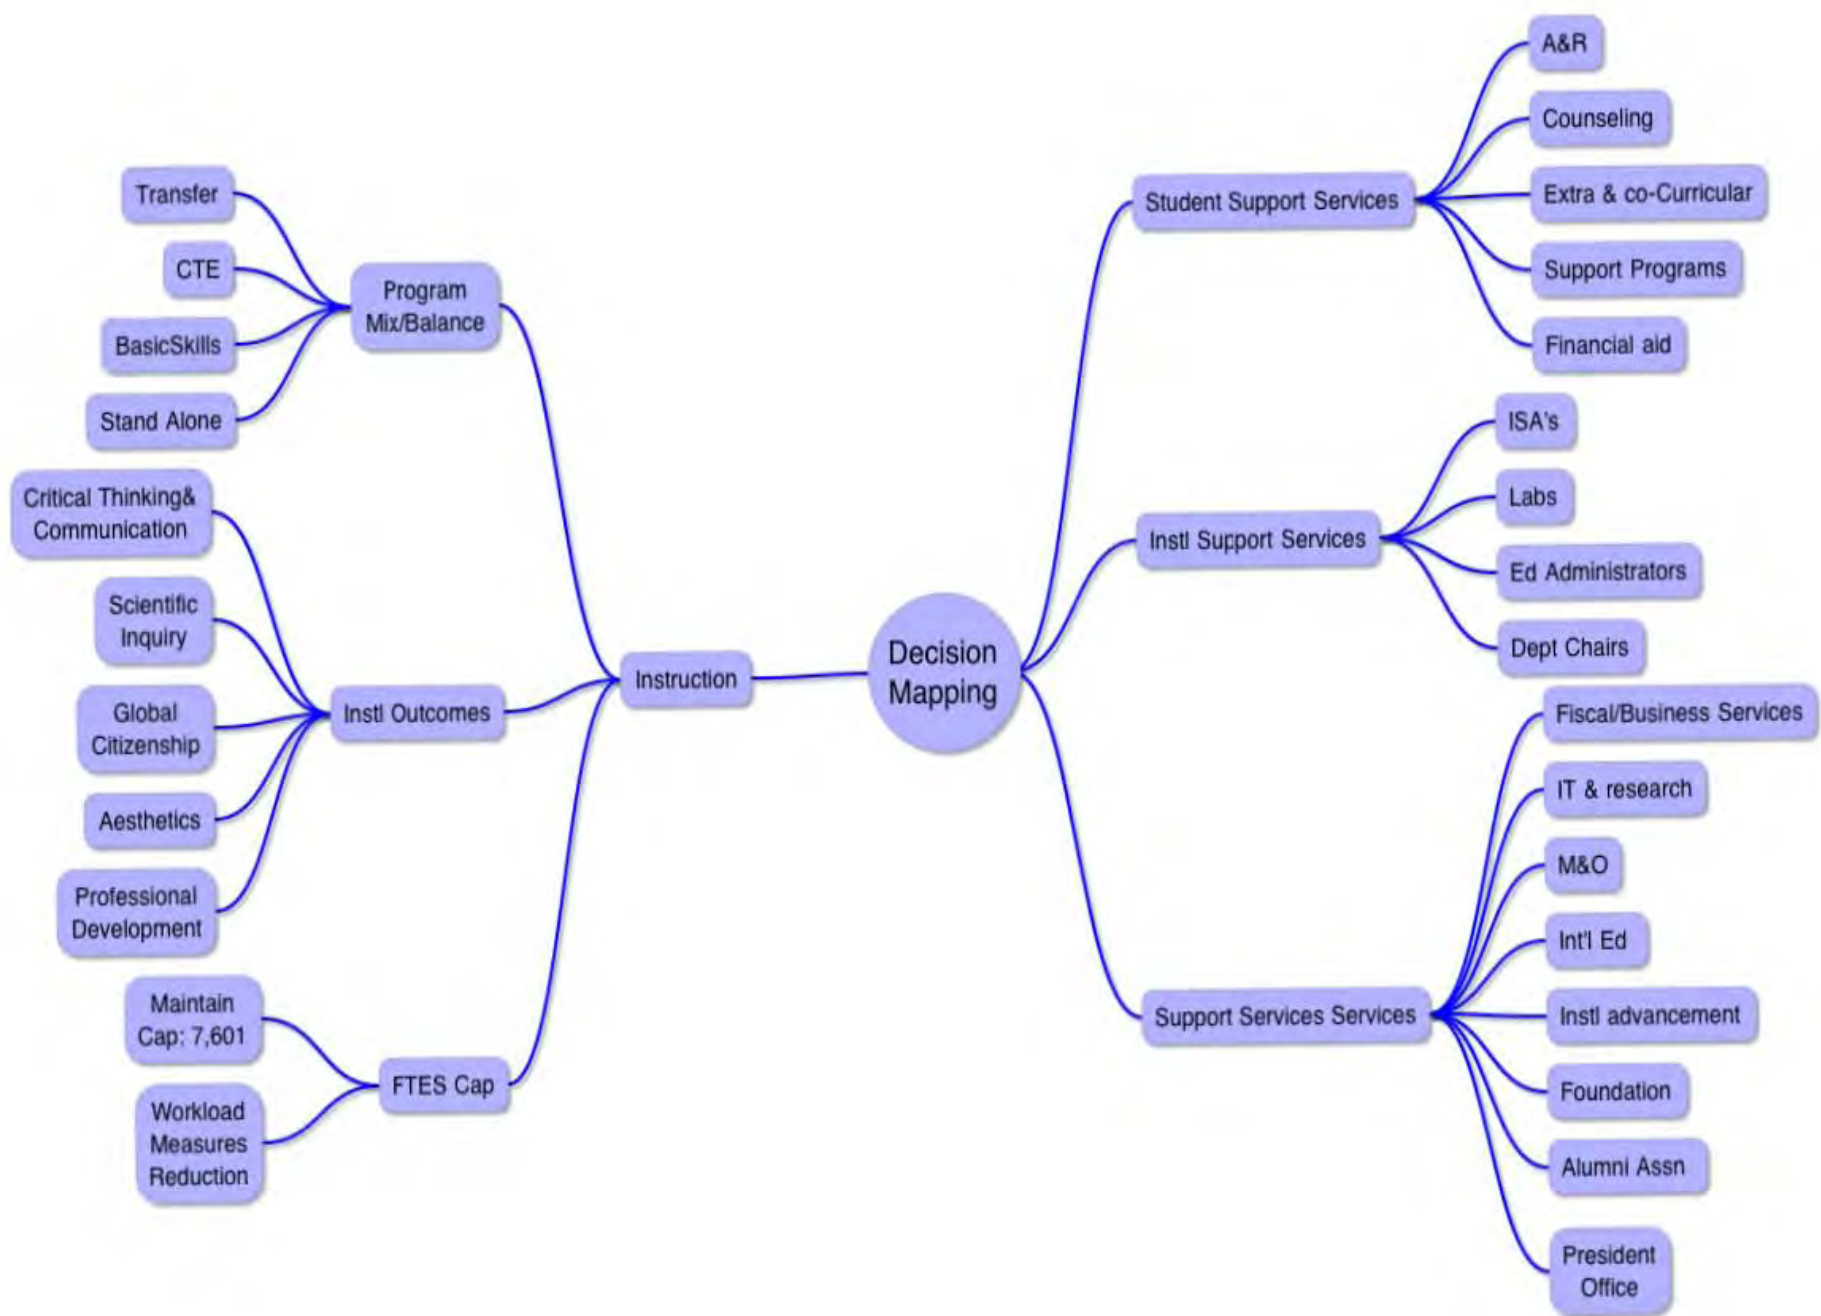 Decision
Mapping
Instruction
Program
Mix/Balance
Transfer
CTE
BasicSkills
Stand Alone
Instl Outcomes
Critical Thinking&
Communication
Scientific
Inquiry
Global
Citizenship
Aesthetics
Professional
Development
FTES Cap
Maintain
Cap: 7,601
Workload
Measures
Reduction
Student Support Services
A&R
Counseling
Extra & co-Curricular
Support Programs
Financial aid
Instl Support Services
ISA's
Labs
Ed Administrators
Dept Chairs
Support Services Services
Fiscal/Business Services
IT & research
M&O
Int'l Ed
Instl advancement
Foundation
Alumni Assn
President
Office